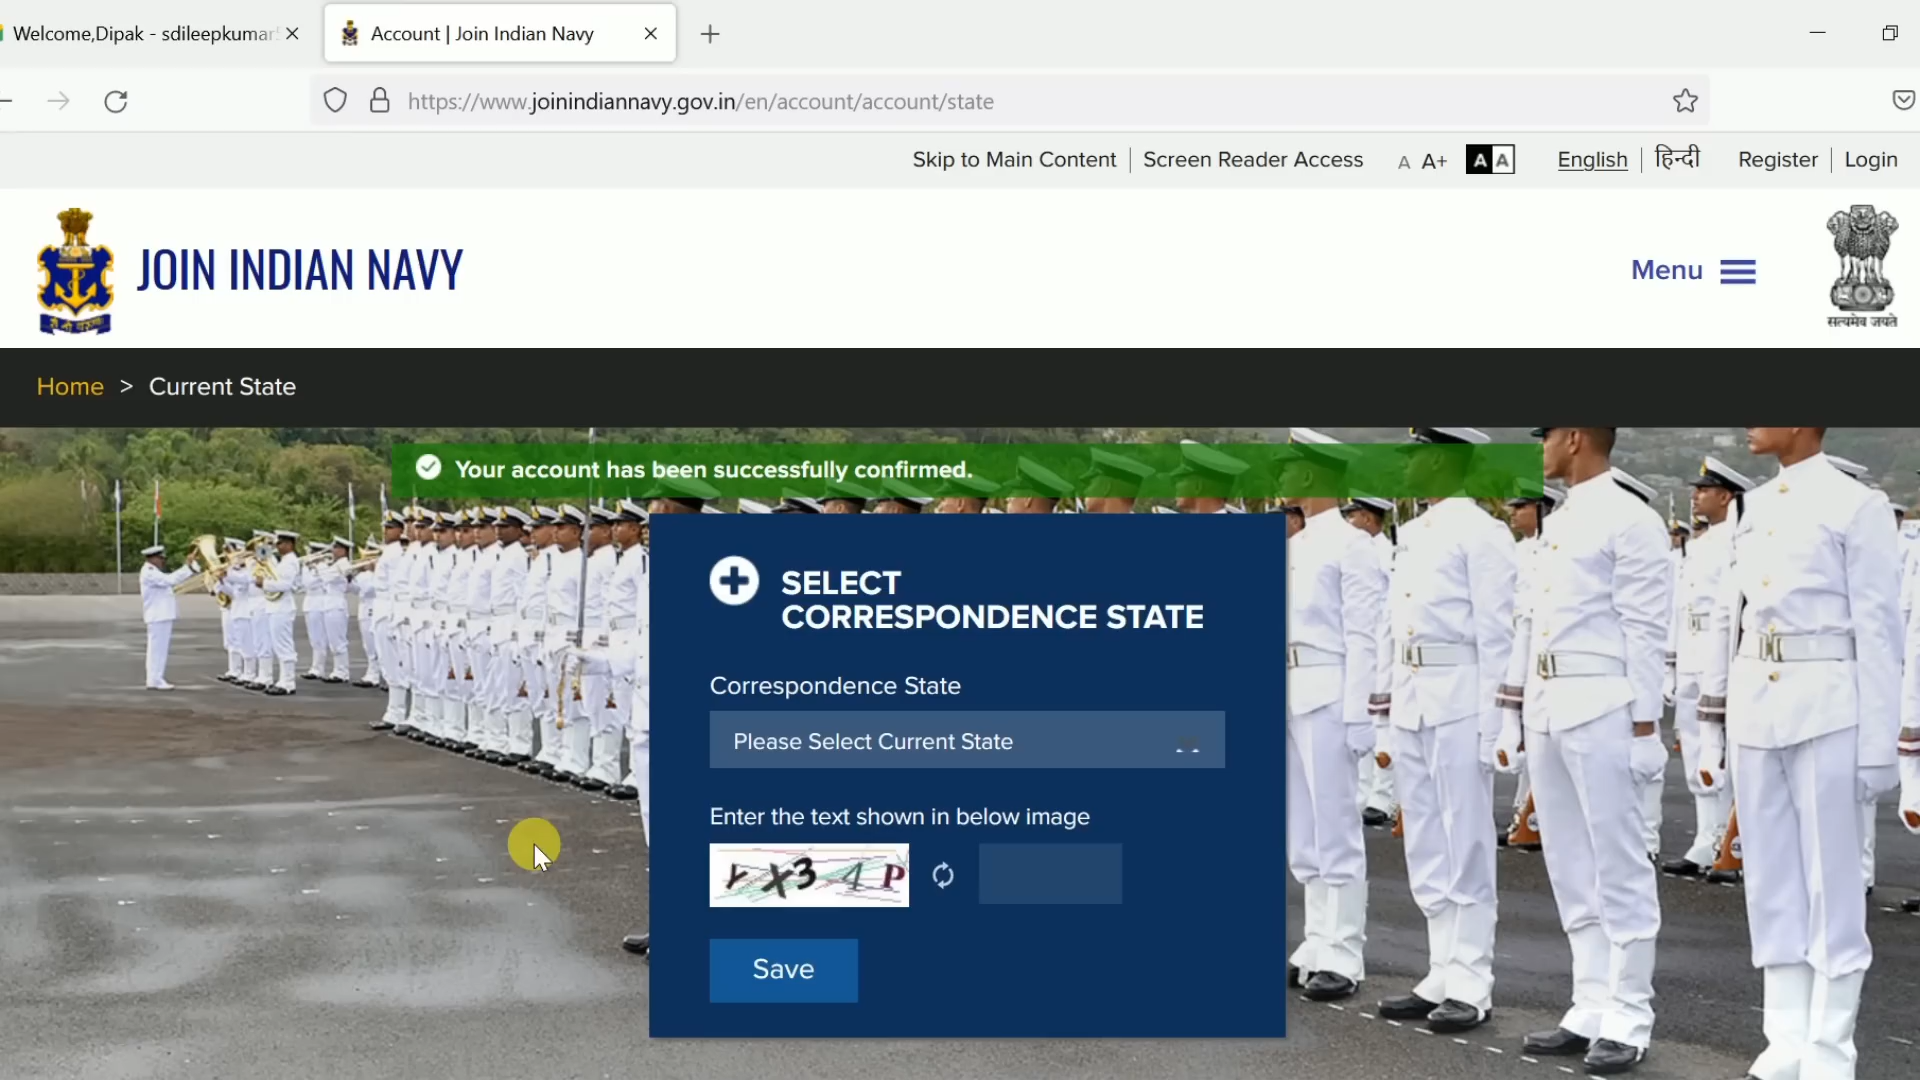 Welcome,Dipak - sdileepkumar
Account | Join Indian Navy
https://www.joinindiannavy.gov.in/en/account/account/state
Skip to Main Content
Screen Reader Access
A A+ A A
English
हिन्दी
Register
Login
JOIN INDIAN NAVY
Menu
सत्यमेव जयते
Home > Current State
Your account has been successfully confirmed.
SELECT
CORRESPONDENCE STATE
Correspondence State
Please Select Current State
Enter the text shown in below image
Save